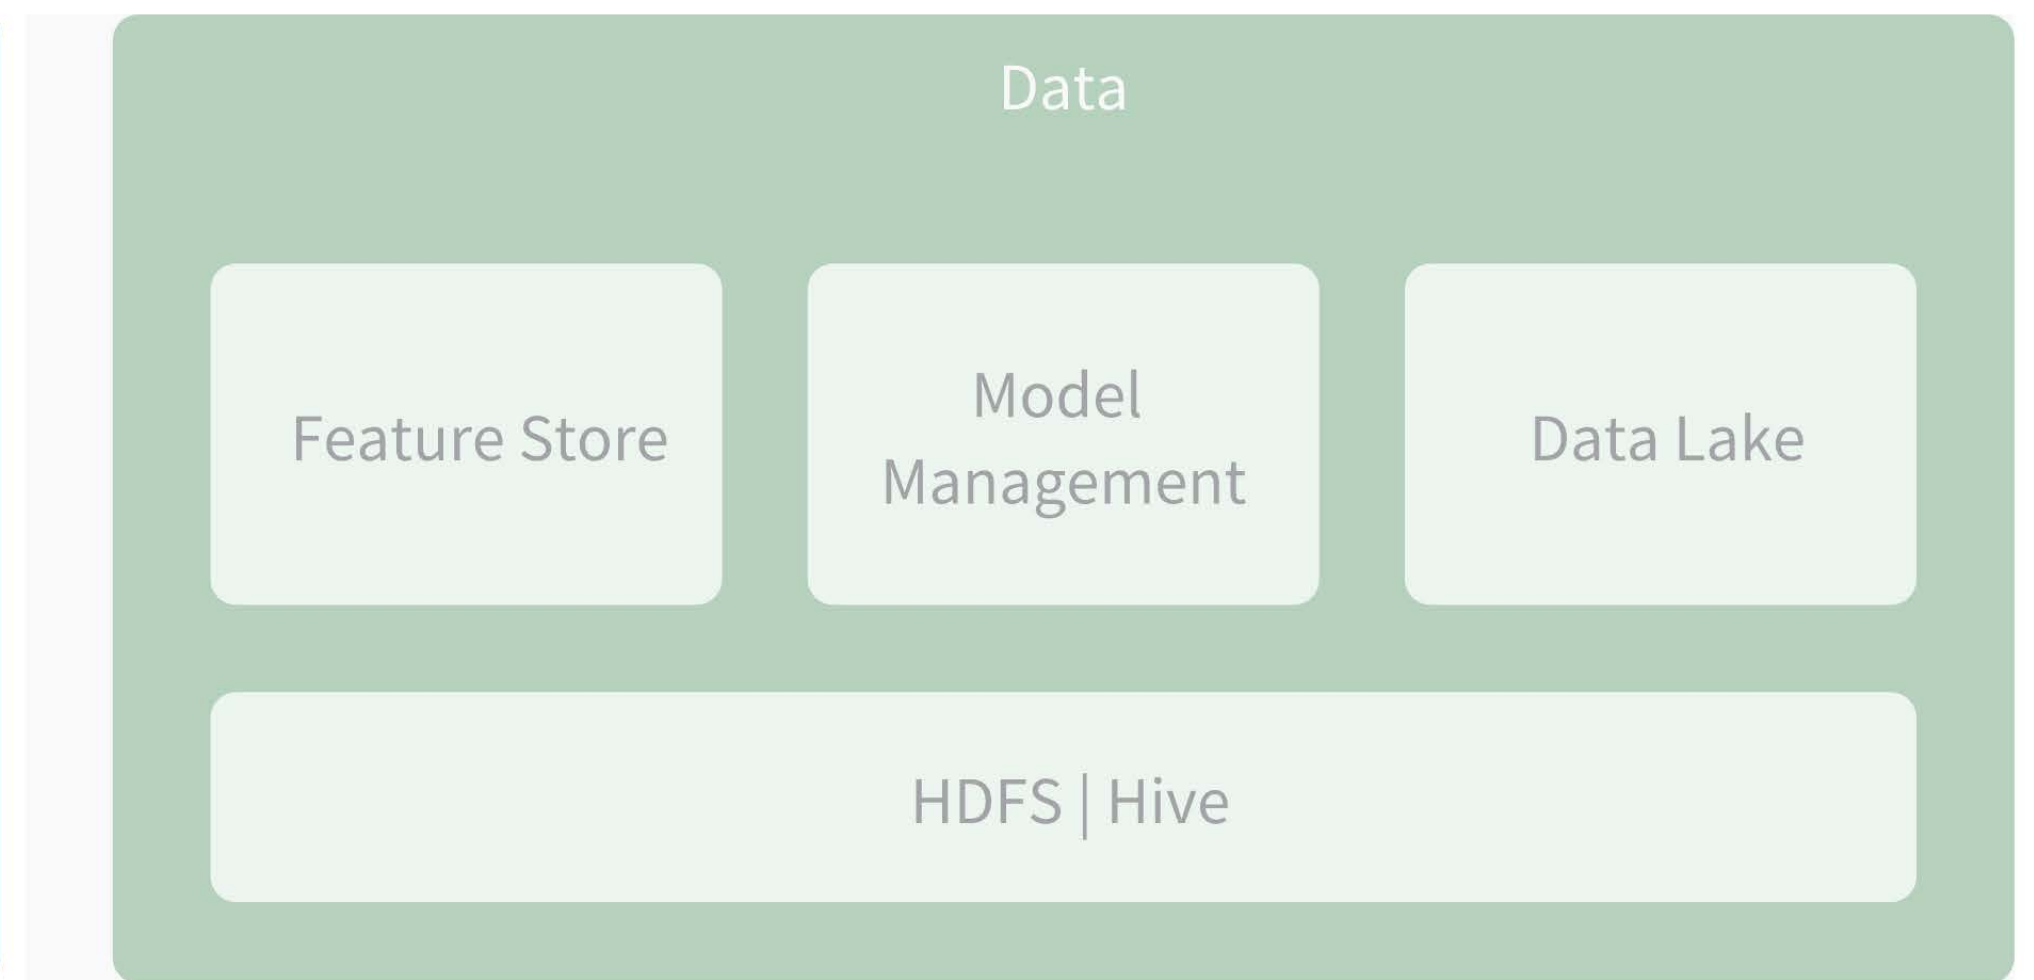 Data
Feature Store
Model
Management
Data Lake
HDFS | Hive